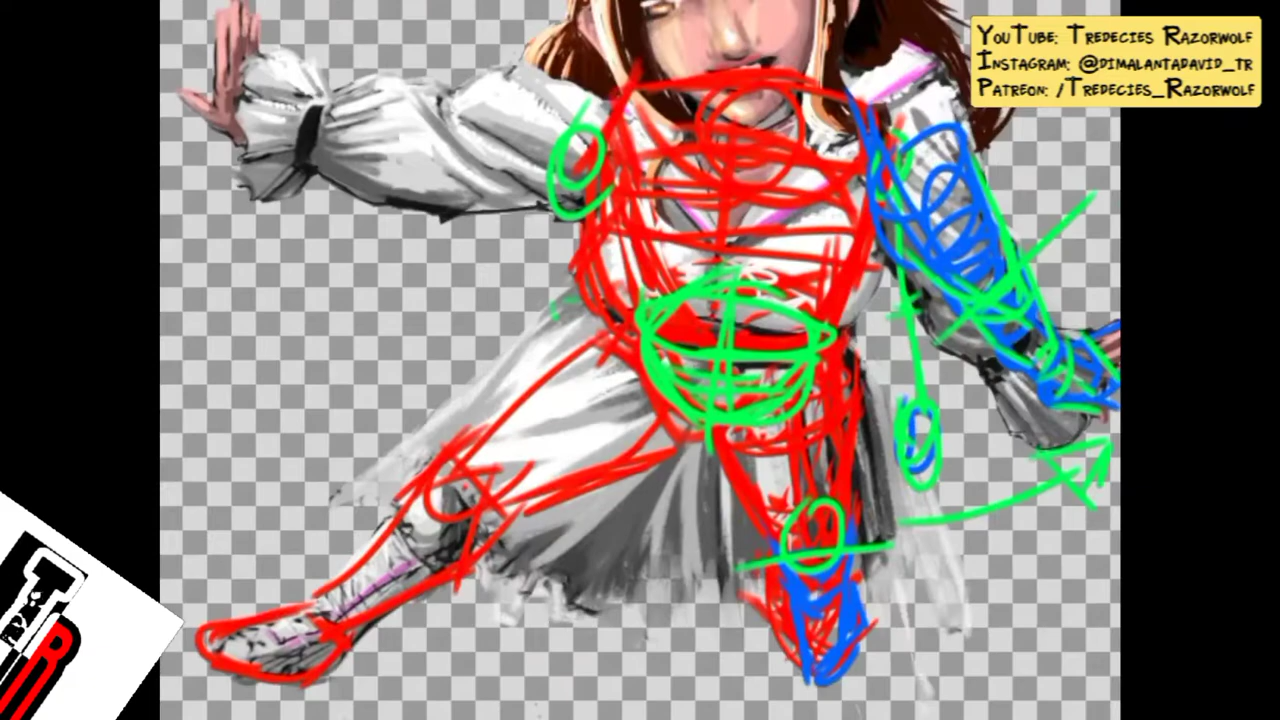 YouTube: Tredecies Razorwolf
Instagram: @dimalantadavid_tr
Patreon: /Tredecies_Razorwolf